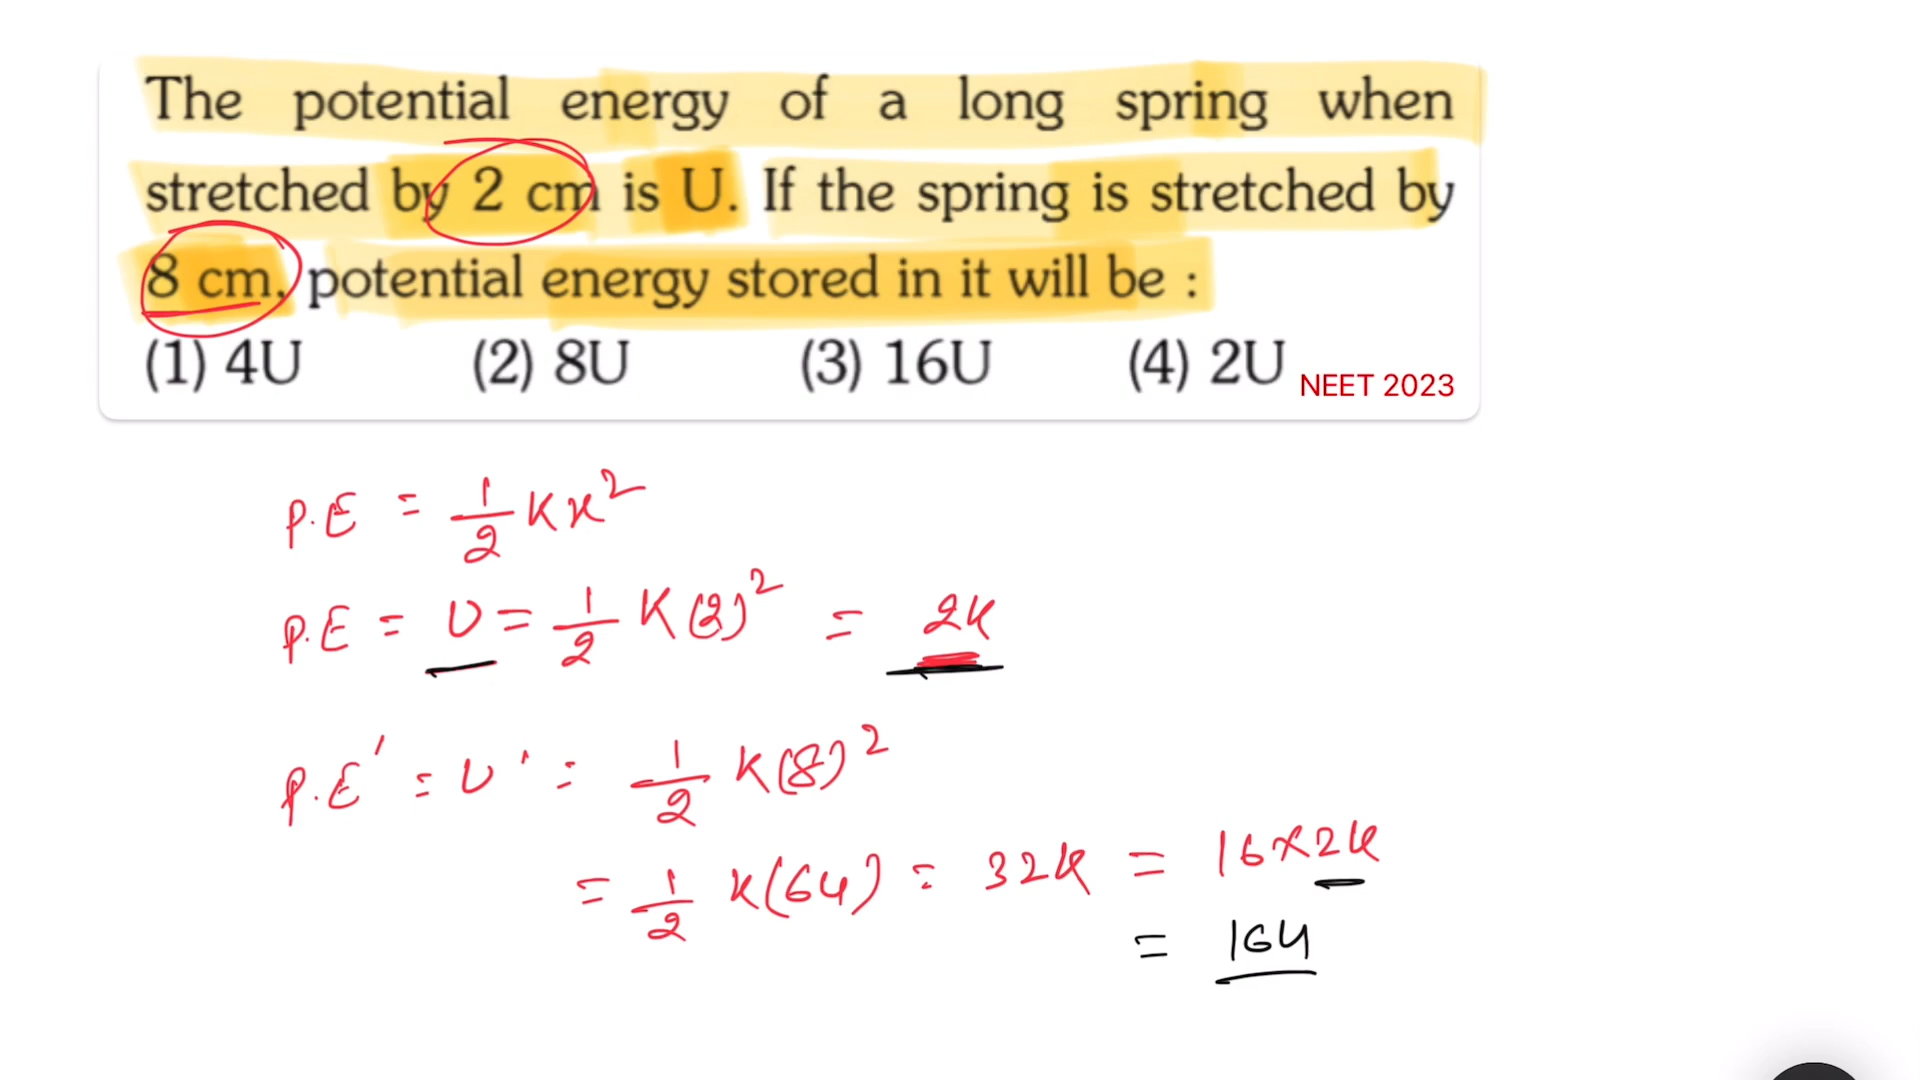 The potential energy of a long spring when
stretched by 2 cm is U. If the spring is stretched by
8 cm, potential energy stored in it will be :
(1) 4U (2) 8U (3) 16U (4) 2U NEET 2023
P.E = 1/2 Kx²
P.E = U = 1/2 K(2)² = 2K
P.E' = U' = 1/2 K(8)²
= 1/2 K(64) = 32K = 16×2K
= 16U